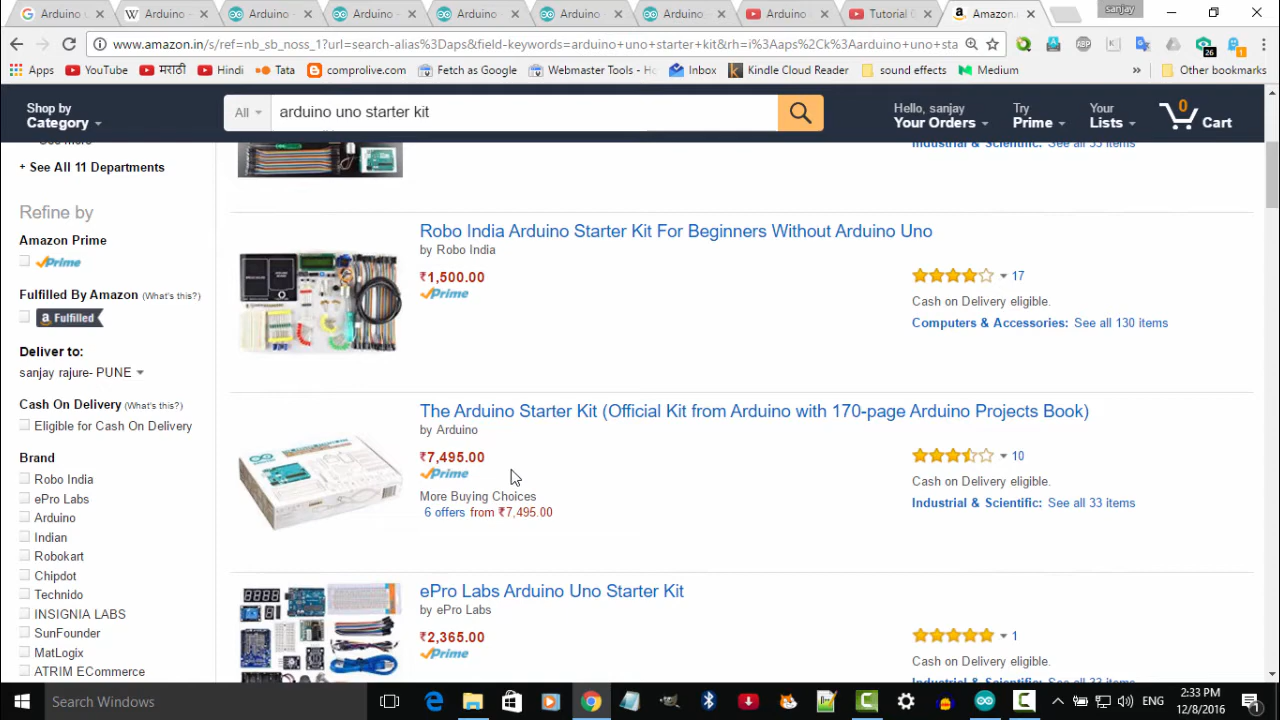 Arduino
Arduino -
Arduino -
Arduino
Arduino
Arduino
Arduino
Arduino
Tutorial
Amazon.
sanjay
www.amazon.in/s/ref=nb_sb_noss_1?url=search-alias%3Daps&field-keywords=arduino+uno+starter+kit&rh=i%3Aaps%2Ck%3Aarduino+uno+sta
ABP
26
1
Apps
YouTube
मराठी
Hindi
Tata
comprolive.com
Fetch as Google
Webmaster Tools - Ho
Inbox
Kindle Cloud Reader
sound effects
Medium
»
Other bookmarks
Shop by
Category
All
arduino uno starter kit
Hello, sanjay
Your Orders
Try
Prime
Your
Lists
0
Cart
See more
+ See All 11 Departments
Refine by
Amazon Prime
Prime
Fulfilled By Amazon (What's this?)
a Fulfilled
Deliver to:
sanjay rajure- PUNE
Cash On Delivery (What's this?)
Eligible for Cash On Delivery
Brand
Robo India
ePro Labs
Arduino
Indian
Robokart
Chipdot
Technido
INSIGNIA LABS
SunFounder
MatLogix
ATRIM ECommerce
Industrial & Scientific: See all 33 items
Robo India Arduino Starter Kit For Beginners Without Arduino Uno
by Robo India
₹1,500.00
Prime
17
Cash on Delivery eligible.
Computers & Accessories: See all 130 items
The Arduino Starter Kit (Official Kit from Arduino with 170-page Arduino Projects Book)
by Arduino
₹7,495.00
Prime
More Buying Choices
6 offers from ₹7,495.00
10
Cash on Delivery eligible.
Industrial & Scientific: See all 33 items
ePro Labs Arduino Uno Starter Kit
by ePro Labs
₹2,365.00
Prime
1
Cash on Delivery eligible.
Search Windows
ENG
2:33 PM
12/8/2016
1